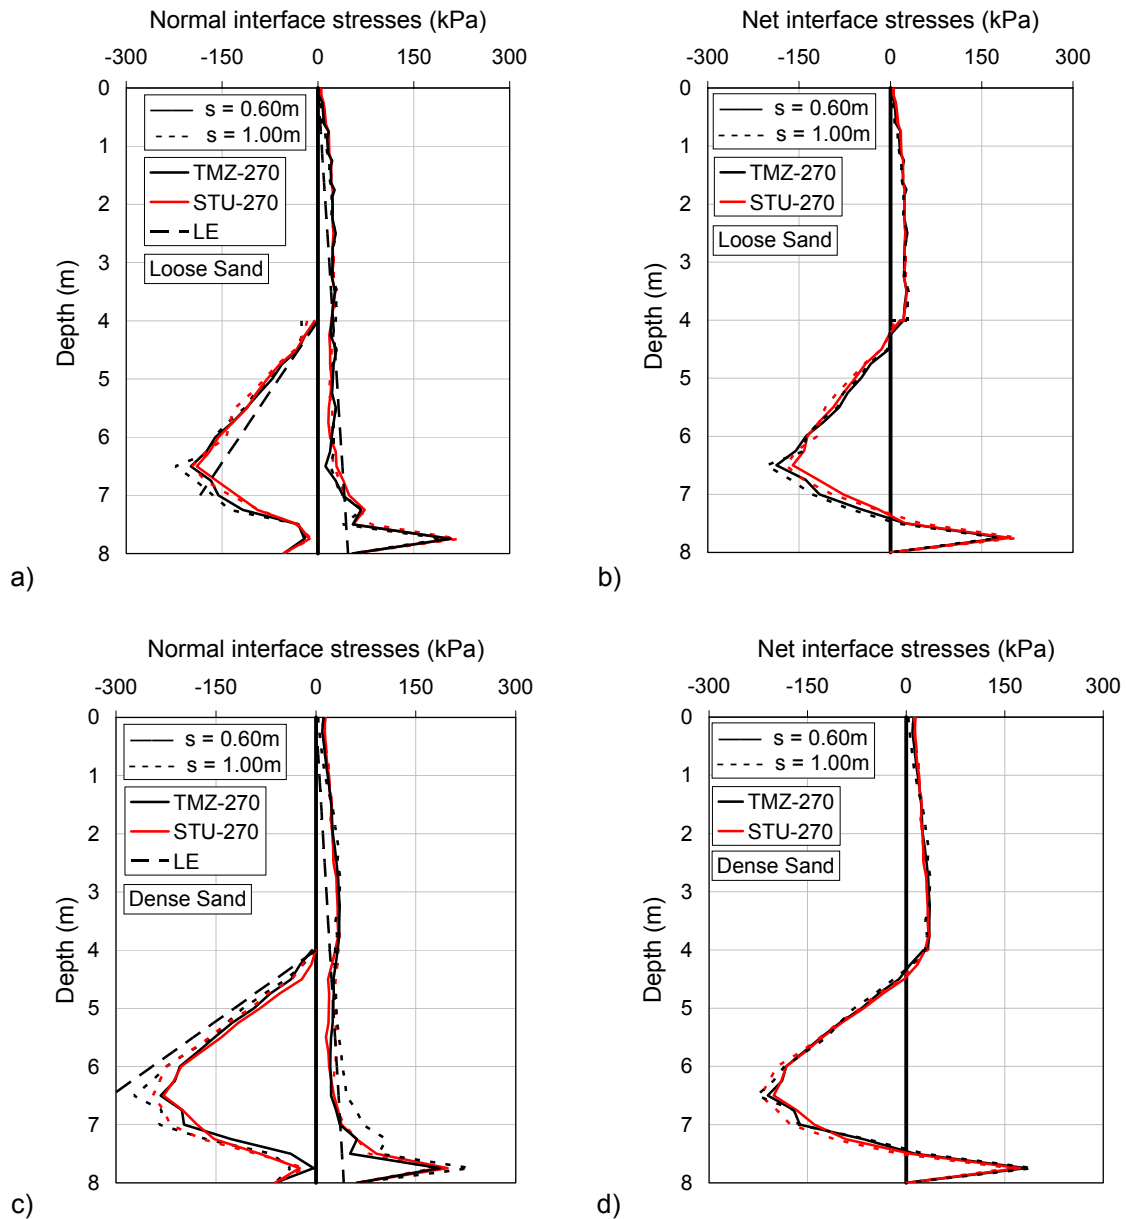 Normal interface stresses (kPa)
-300 -150 0 150 300
0
1
2
3
4
5
6
7
8
Depth (m)
s = 0.60m
s = 1.00m
TMZ-270
STU-270
LE
Loose Sand
a)
Net interface stresses (kPa)
-300 -150 0 150 300
0
1
2
3
4
5
6
7
8
Depth (m)
s = 0.60m
s = 1.00m
TMZ-270
STU-270
Loose Sand
b)
Normal interface stresses (kPa)
-300 -150 0 150 300
0
1
2
3
4
5
6
7
8
Depth (m)
s = 0.60m
s = 1.00m
TMZ-270
STU-270
LE
Dense Sand
c)
Net interface stresses (kPa)
-300 -150 0 150 300
0
1
2
3
4
5
6
7
8
Depth (m)
s = 0.60m
s = 1.00m
TMZ-270
STU-270
Dense Sand
d)